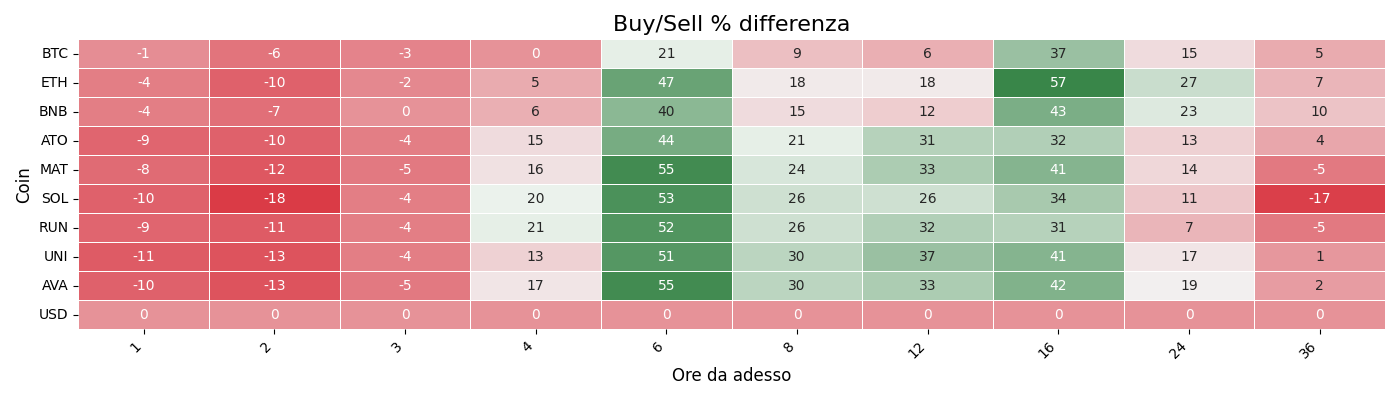 Buy/Sell % differenza
Coin
BTC -1 -6 -3 0 21 9 6 37 15 5
ETH -4 -10 -2 5 47 18 18 57 27 7
BNB -4 -7 0 6 40 15 12 43 23 10
ATO -9 -10 -4 15 44 21 31 32 13 4
MAT -8 -12 -5 16 55 24 33 41 14 -5
SOL -10 -18 -4 20 53 26 26 34 11 -17
RUN -9 -11 -4 21 52 26 32 31 7 -5
UNI -11 -13 -4 13 51 30 37 41 17 1
AVA -10 -13 -5 17 55 30 33 42 19 2
USD 0 0 0 0 0 0 0 0 0 0
1 2 3 4 6 8 12 16 24 36
Ore da adesso